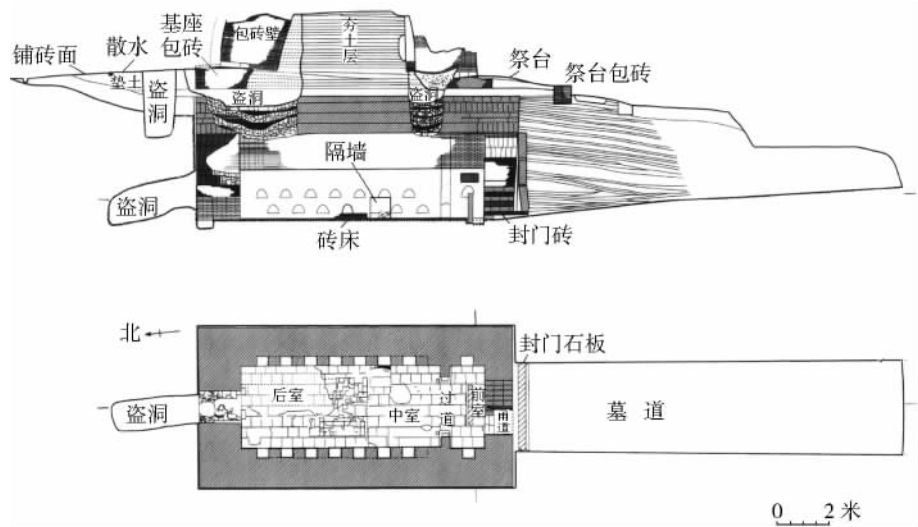 基座
包砖
包砖壁
夯土层
铺砖面
散水
垫土
盗洞
盗洞
盗洞
祭台
祭台包砖
隔墙
盗洞
砖床
封门砖
北
封门石板
后室
中室
过道
前室
甬道
墓道
盗洞
0 2 米